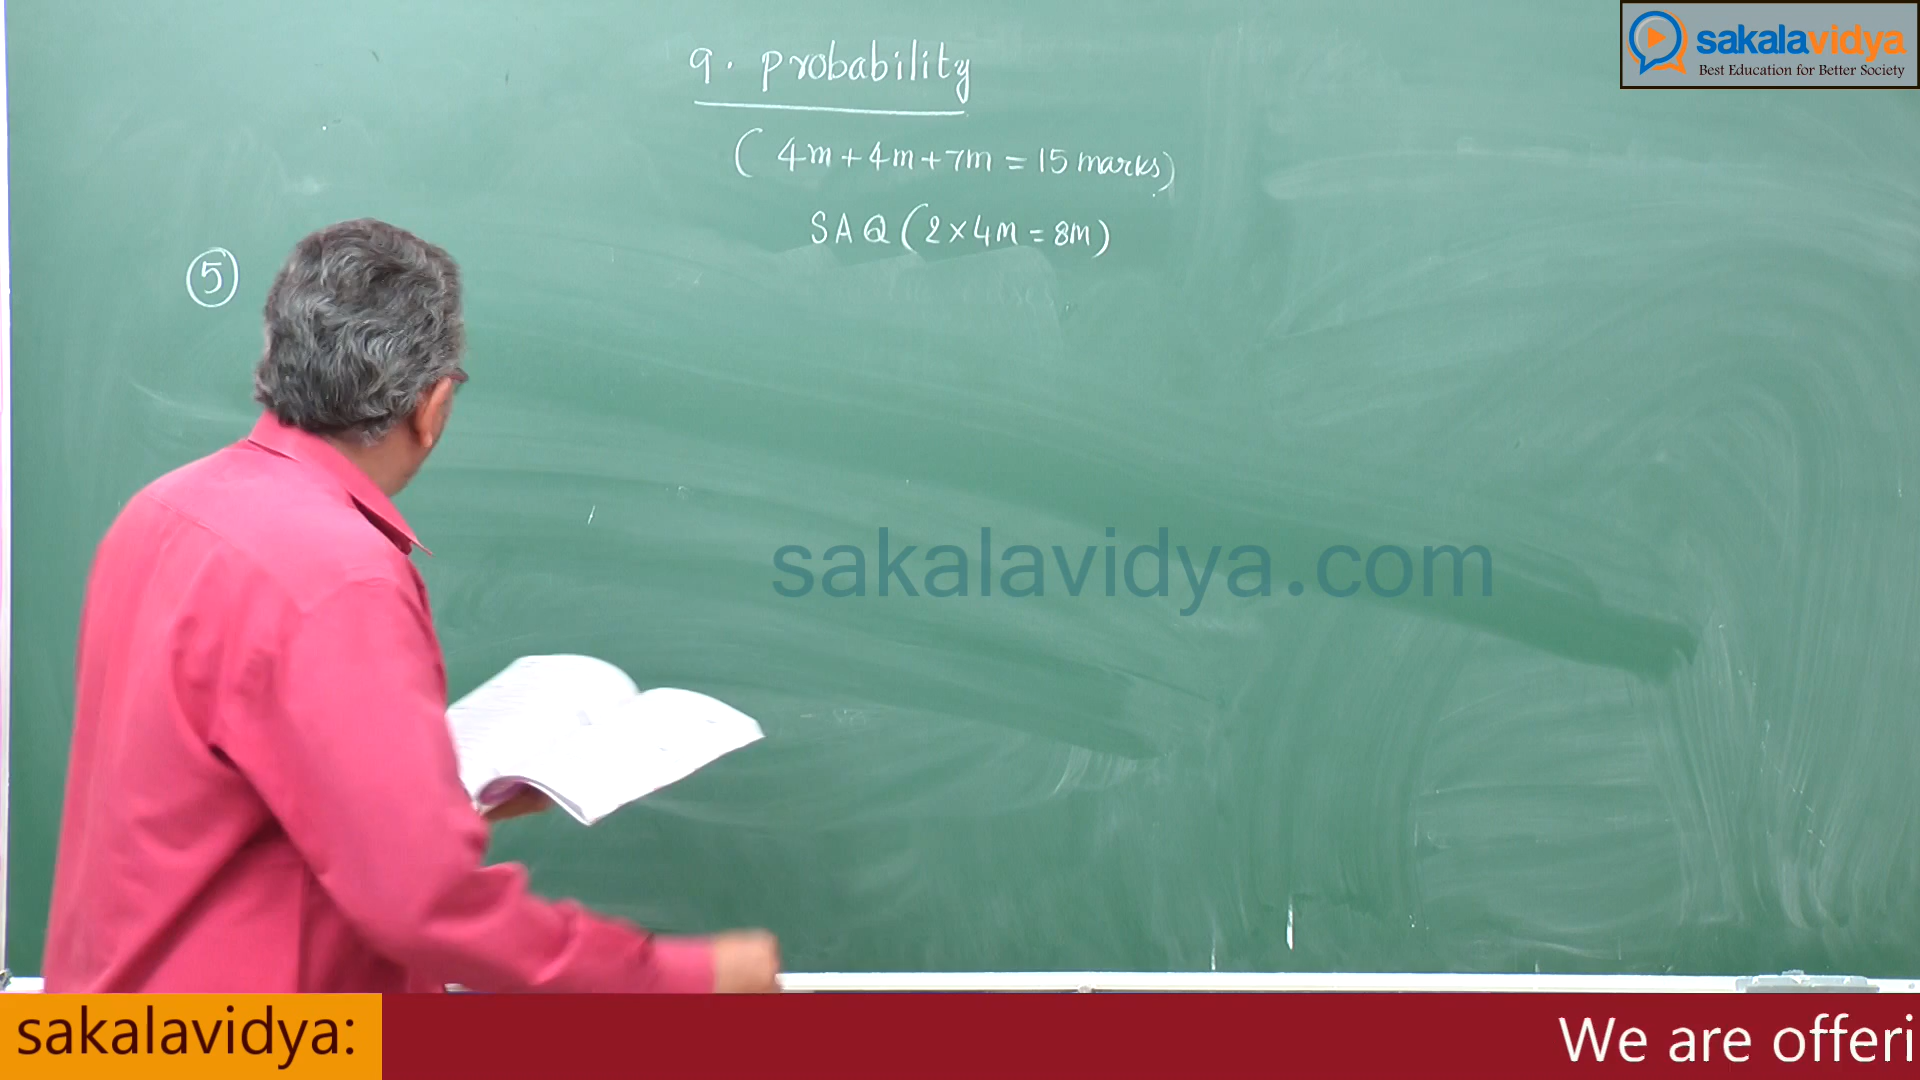 sakalavidya
Best Education for Better Society
9. probability
( 4m + 4m + 7m = 15 marks)
SAQ ( 2 × 4m = 8m )
5
sakalavidya.com
sakalavidya:
We are offeri